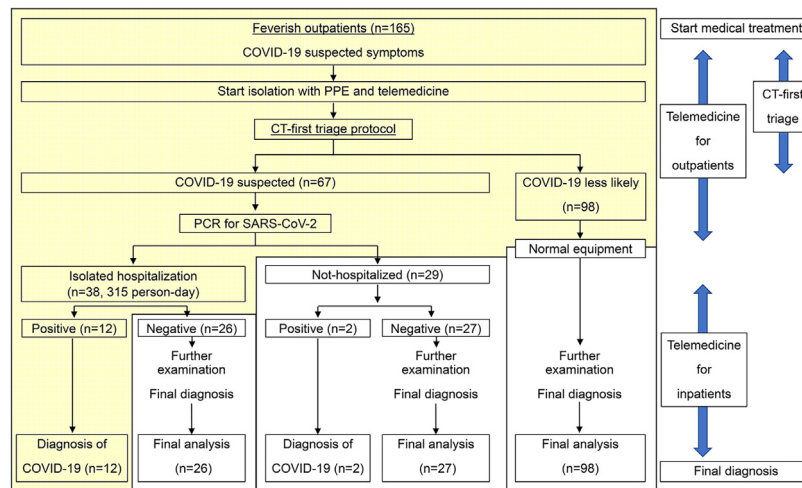 Feverish outpatients (n=165)
COVID-19 suspected symptoms
Start isolation with PPE and telemedicine
CT-first triage protocol
COVID-19 suspected (n=67)
COVID-19 less likely
(n=98)
PCR for SARS-CoV-2
Normal equipment
Isolated hospitalization
(n=38, 315 person-day)
Not-hospitalized (n=29)
Positive (n=12)
Negative (n=26)
Positive (n=2)
Negative (n=27)
Further
examination
Final diagnosis
Further
examination
Final diagnosis
Further
examination
Final diagnosis
Diagnosis of
COVID-19 (n=12)
Final analysis
(n=26)
Diagnosis of
COVID-19 (n=2)
Final analysis
(n=27)
Final analysis
(n=98)
Start medical treatment
Telemedicine
for
outpatients
CT-first
triage
Telemedicine
for
inpatients
Final diagnosis